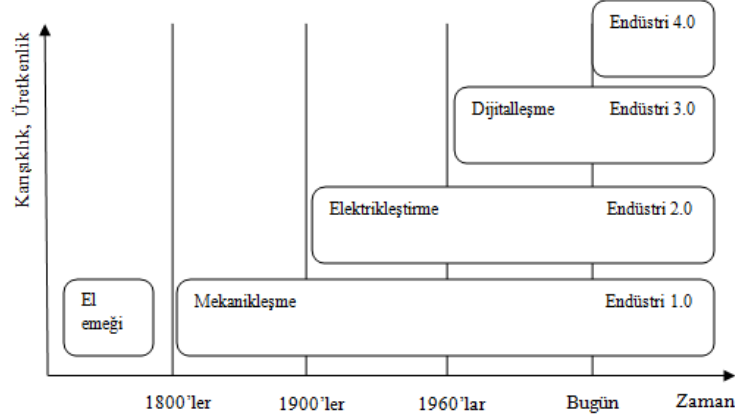 Karışıklık, Üretkenlik
Endüstri 4.0
Dijitalleşme Endüstri 3.0
Elektrikleştirme Endüstri 2.0
El
emeği
Mekanikleşme Endüstri 1.0
1800’ler 1900’ler 1960’lar Bugün Zaman